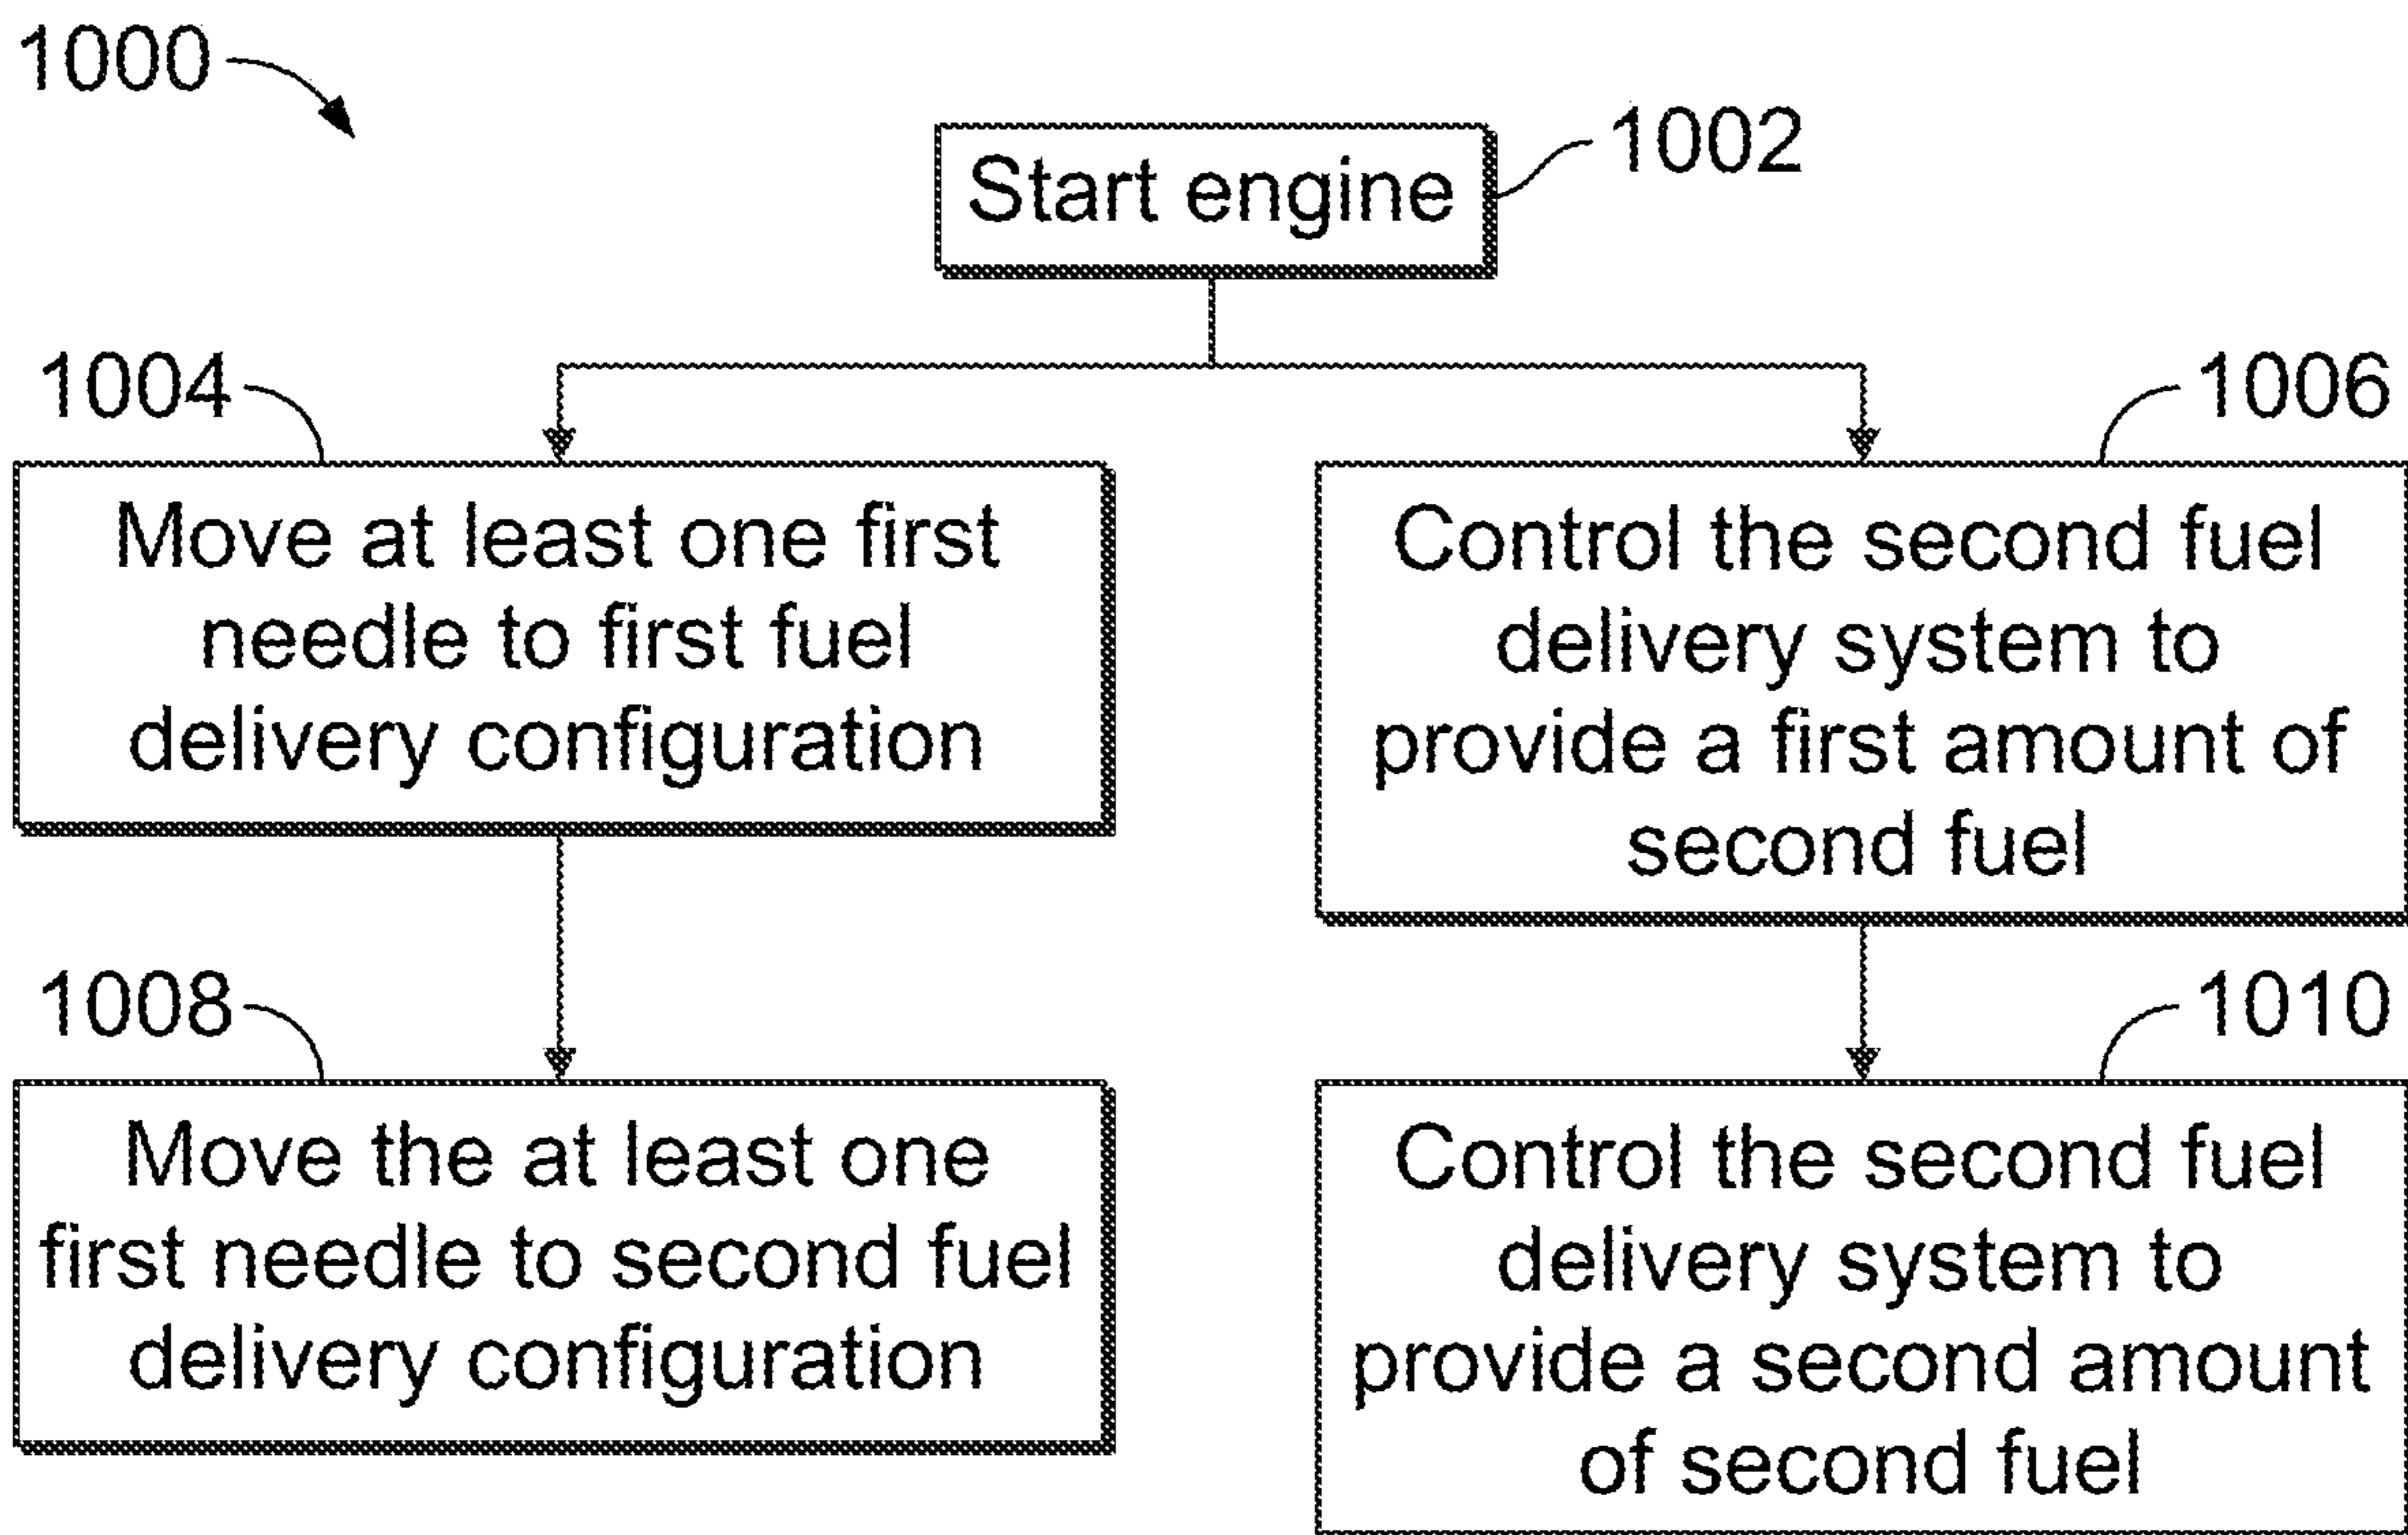 1000
Start engine
1002
1004
1006
Move at least one first
needle to first fuel
delivery configuration
Control the second fuel
delivery system to
provide a first amount of
second fuel
1008
1010
Move the at least one
first needle to second fuel
delivery configuration
Control the second fuel
delivery system to
provide a second amount
of second fuel